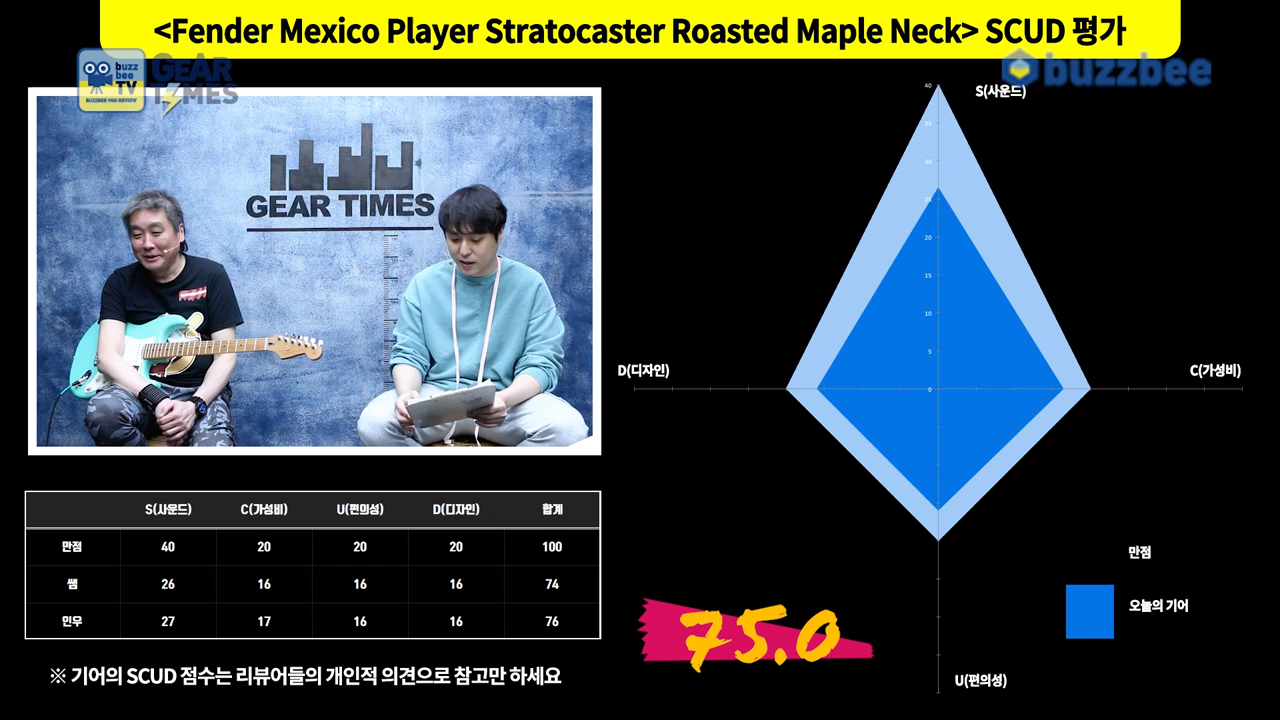 <Fender Mexico Player Stratocaster Roasted Maple Neck> SCUD 평가
buzz
bee
TV
BUZZBEE YOU REVIEW
GEAR
TIMES
buzzbee
GEAR TIMES
S(사운드)
40
35
30
25
20
15
10
5
0
D(디자인)
C(가성비)
U(편의성)
S(사운드) C(가성비) U(편의성) D(디자인) 합계
만점 40 20 20 20 100
쌤 26 16 16 16 74
민우 27 17 16 16 76
만점
오늘의 기어
75.0
※ 기어의 SCUD 점수는 리뷰어들의 개인적 의견으로 참고만 하세요